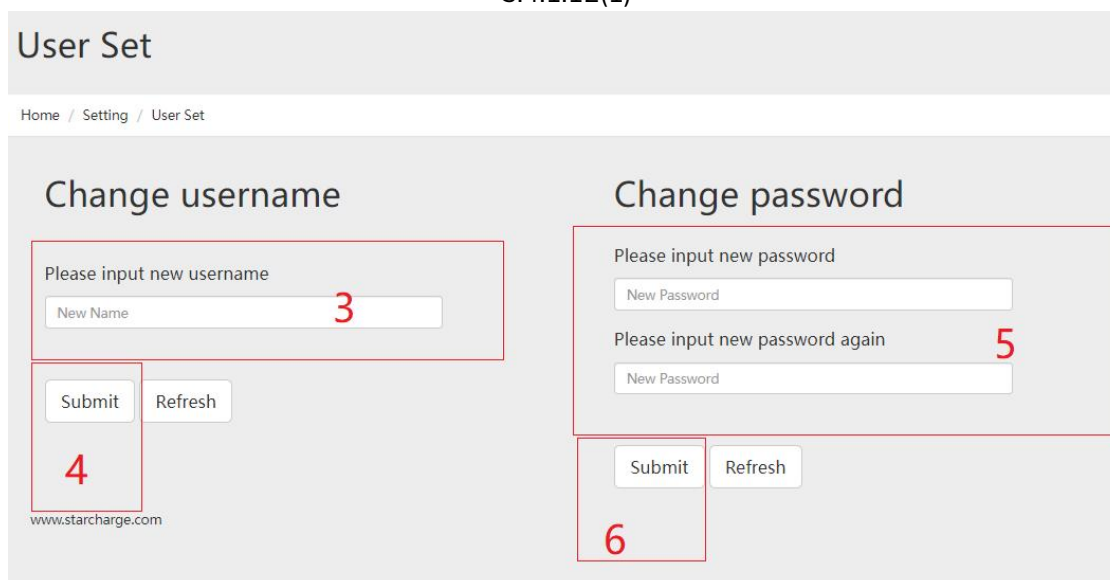 User Set
Home / Setting / User Set
Change username
Please input new username
New Name
3
Submit Refresh
4
www.starcharge.com
Change password
Please input new password
New Password
Please input new password again
New Password
5
Submit Refresh
6